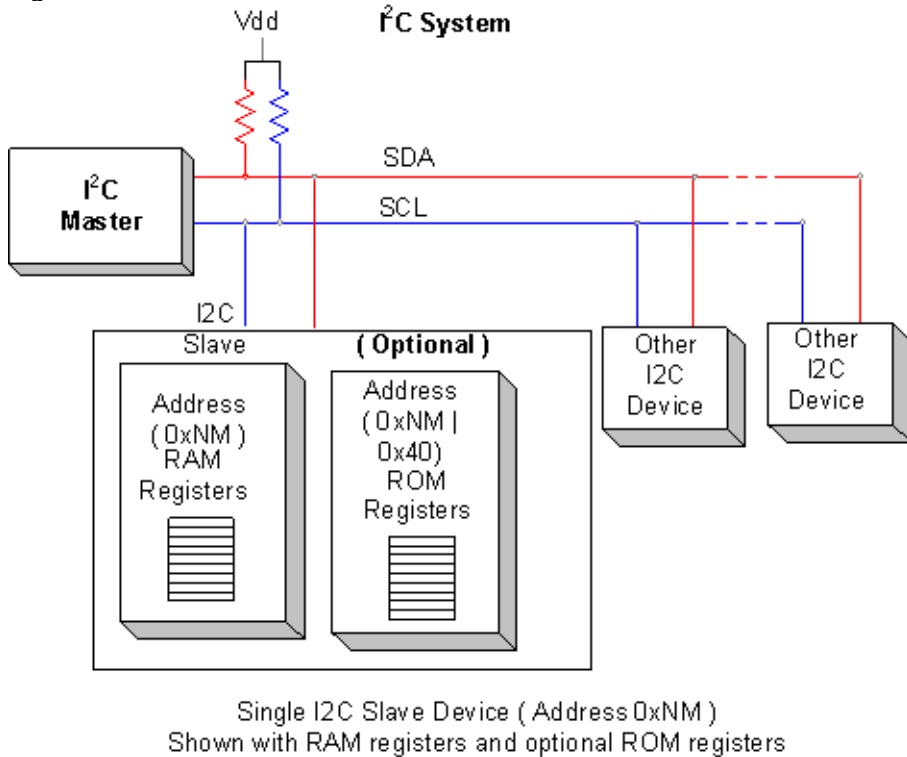 Vdd
I²C System
SDA
I²C
Master
SCL
I2C
Slave
( Optional )
Address
( 0xNM )
RAM
Registers
Address
( 0xNM |
0x40)
ROM
Registers
Other
I2C
Device
Other
I2C
Device
Single I2C Slave Device ( Address 0xNM )
Shown with RAM registers and optional ROM registers